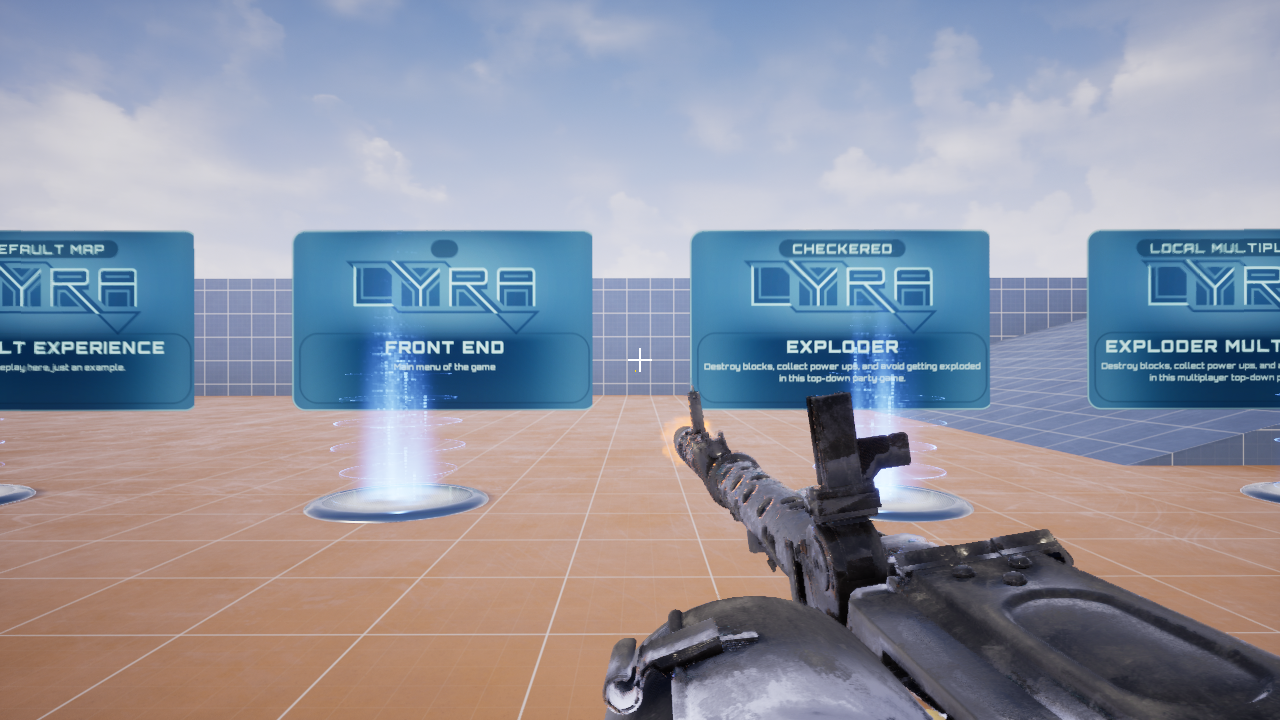 EFAULT MAP
LYRA
LT EXPERIENCE
eplay here, just an example.
LYRA
FRONT END
Main menu of the game
CHECKERED
LYRA
EXPLODER
Destroy blocks, collect power ups, and avoid getting exploded
in this top-down party game.
LOCAL MULTIPL
LYR
EXPLODER MULT
Destroy blocks, collect power ups, and
in this multiplayer top-down